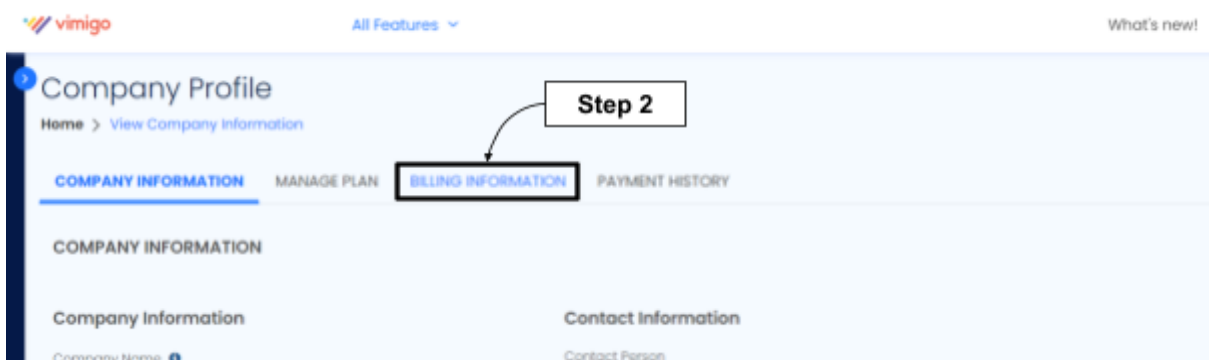 vimigo All Features What's new!
Company Profile
Step 2
Home > View Company Information
COMPANY INFORMATION MANAGE PLAN BILLING INFORMATION PAYMENT HISTORY
COMPANY INFORMATION
Company Information Contact Information
Company Name Contact Person